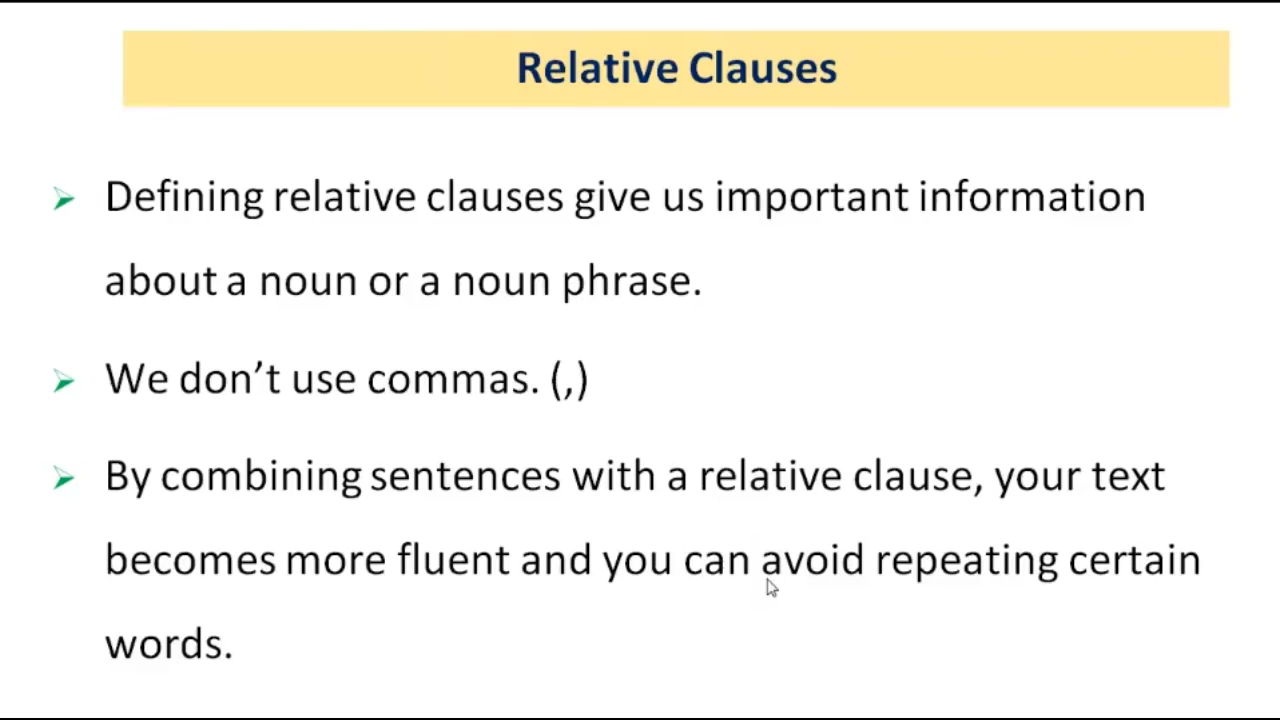 Relative Clauses
Defining relative clauses give us important information
about a noun or a noun phrase.
We don’t use commas. (,)
By combining sentences with a relative clause, your text
becomes more fluent and you can avoid repeating certain
words.